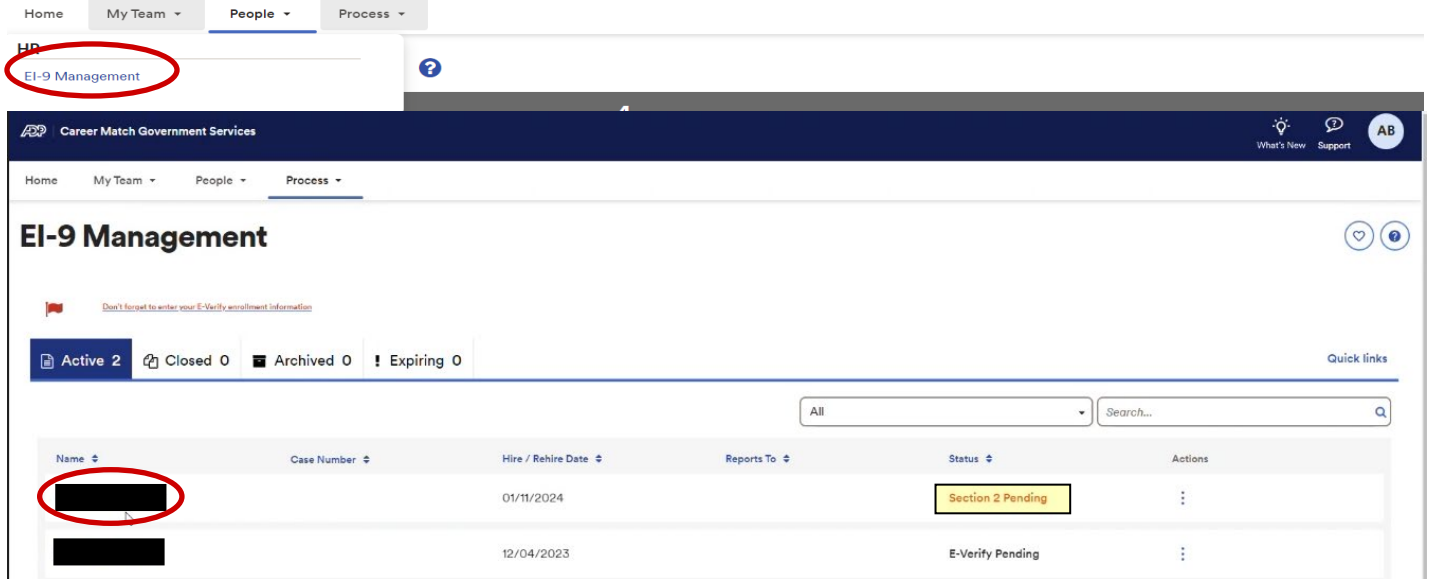 Home My Team People Process
HR
EI-9 Management
?
ADP Career Match Government Services
What's New Support AB
Home My Team People Process
EI-9 Management
Don't forget to enter your E-Verify enrollment information
Active 2 Closed 0 Archived 0 ! Expiring 0
Quick links
All Search...
Name Case Number Hire / Rehire Date Reports To Status Actions
01/11/2024 Section 2 Pending
12/04/2023 E-Verify Pending